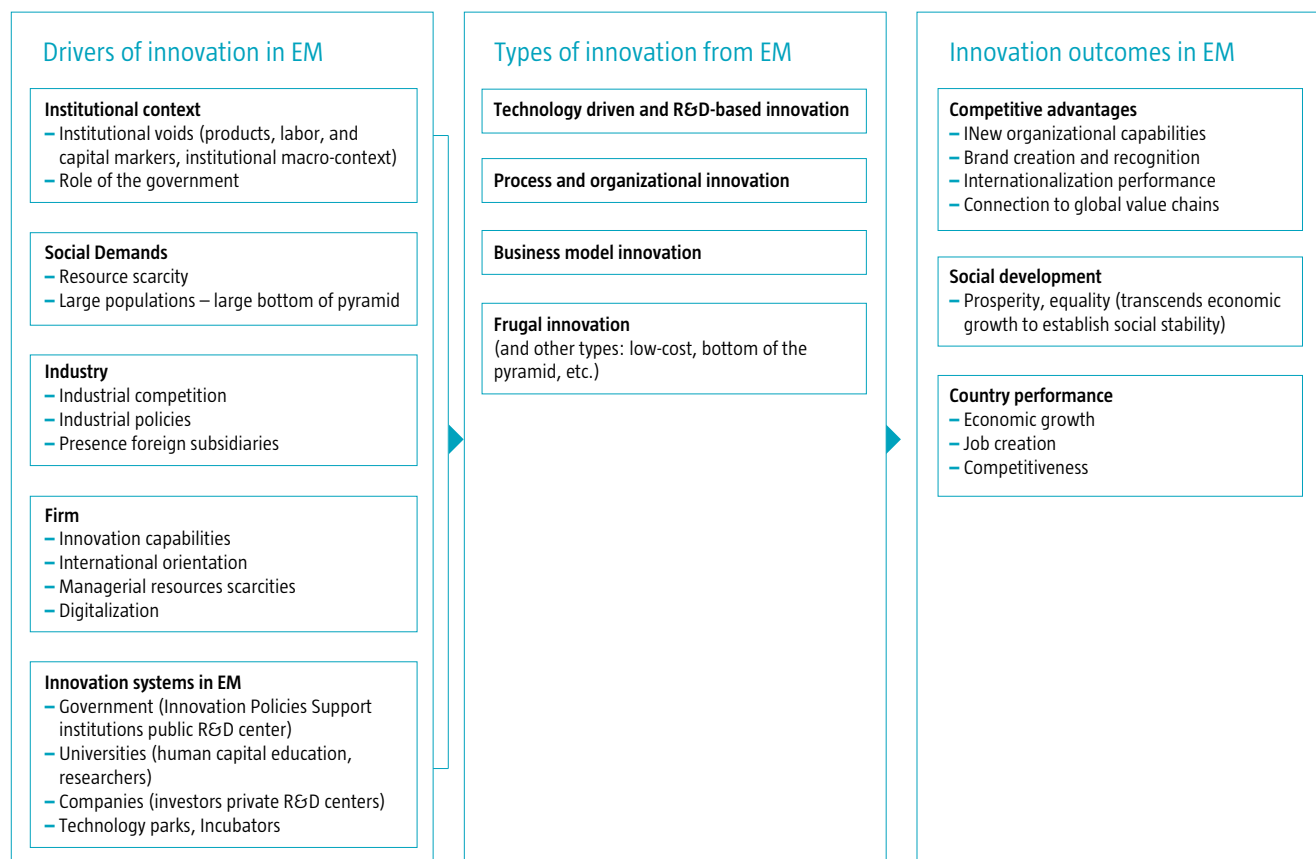 Drivers of innovation in EM
Institutional context
– Institutional voids (products, labor, and
capital markers, institutional macro-context)
– Role of the government
Social Demands
– Resource scarcity
– Large populations – large bottom of pyramid
Industry
– Industrial competition
– Industrial policies
– Presence foreign subsidiaries
Firm
– Innovation capabilities
– International orientation
– Managerial resources scarcities
– Digitalization
Innovation systems in EM
– Government (Innovation Policies Support
institutions public R&D center)
– Universities (human capital education,
researchers)
– Companies (investors private R&D centers)
– Technology parks, Incubators
Types of innovation from EM
Technology driven and R&D-based innovation
Process and organizational innovation
Business model innovation
Frugal innovation
(and other types: low-cost, bottom of the
pyramid, etc.)
Innovation outcomes in EM
Competitive advantages
– INew organizational capabilities
– Brand creation and recognition
– Internationalization performance
– Connection to global value chains
Social development
– Prosperity, equality (transcends economic
growth to establish social stability)
Country performance
– Economic growth
– Job creation
– Competitiveness